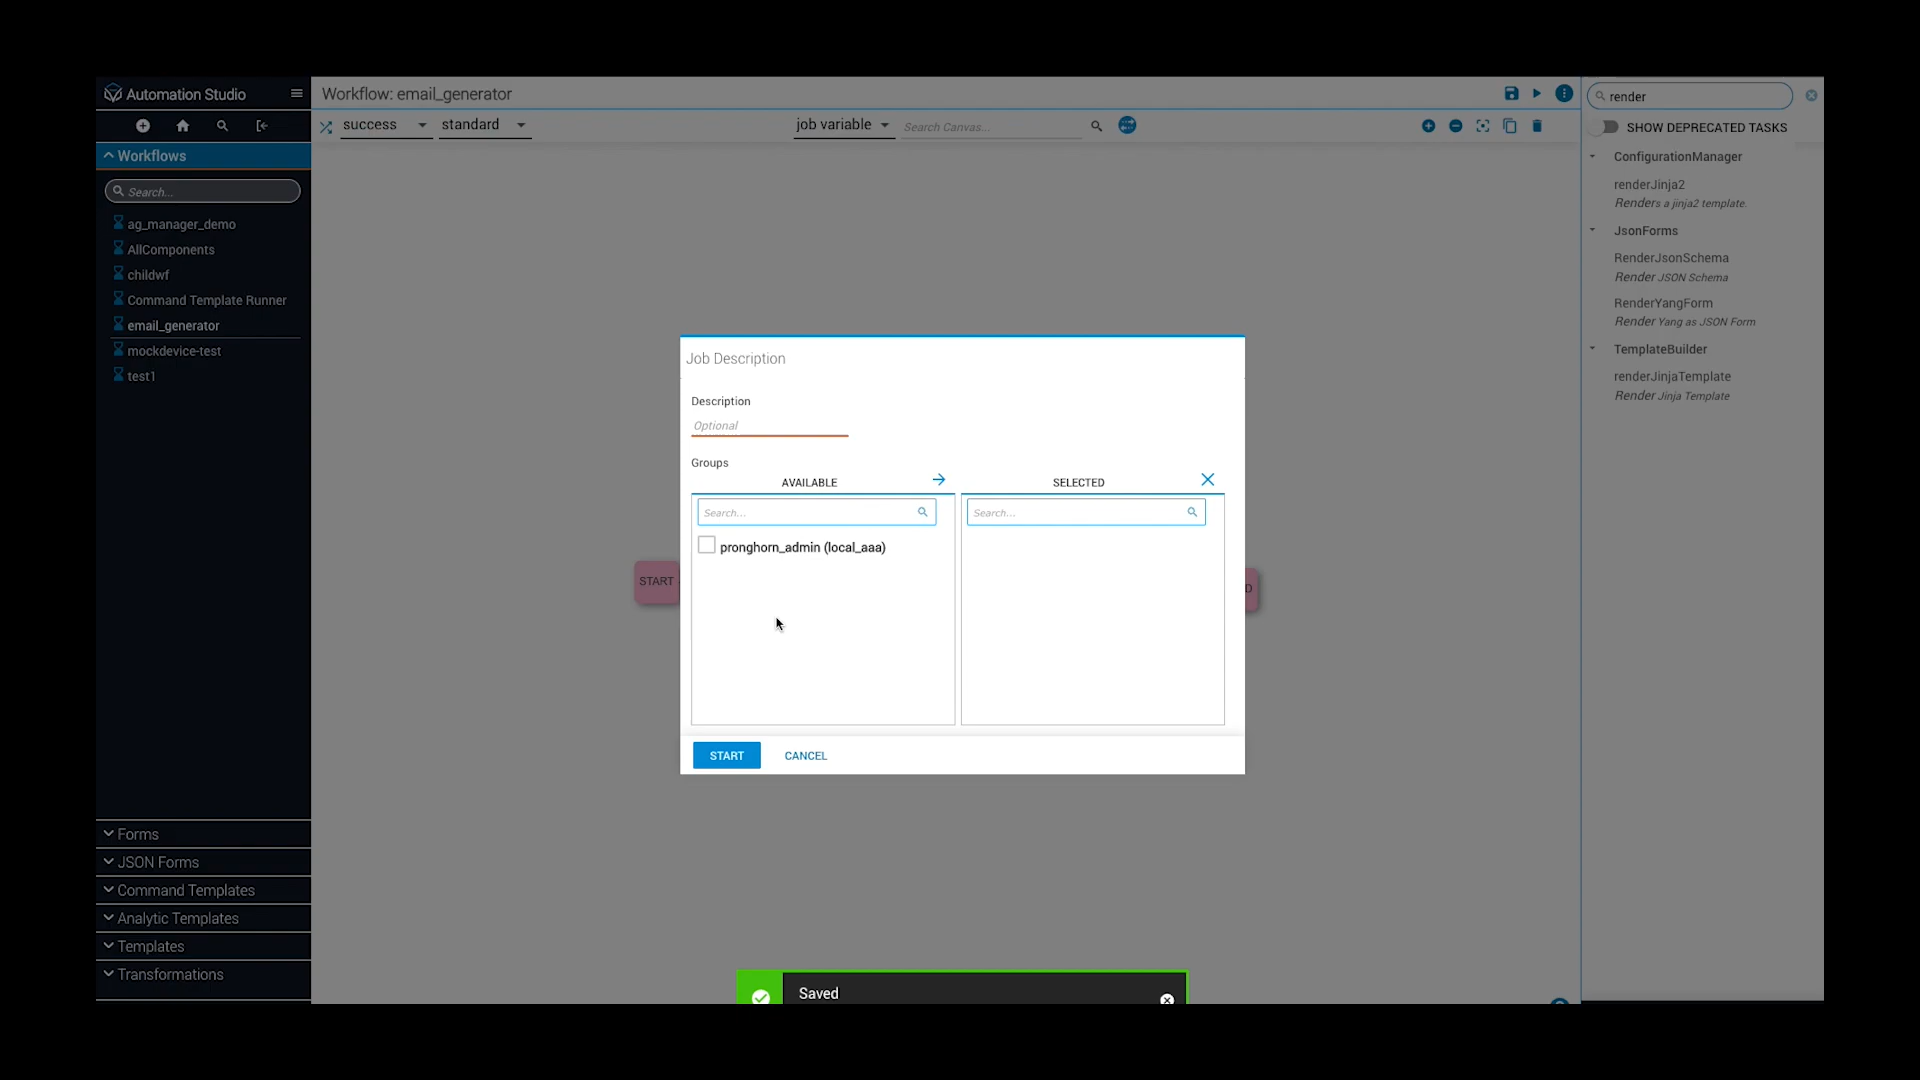 Automation Studio
Workflow: email_generator
render
success
standard
job variable
Search Canvas...
SHOW DEPRECATED TASKS
Workflows
Search...
ag_manager_demo
AllComponents
childwf
Command Template Runner
email_generator
mockdevice-test
test1
Forms
JSON Forms
Command Templates
Analytic Templates
Templates
Transformations
START
D
Job Description
Description
Optional
Groups
AVAILABLE
SELECTED
Search...
Search...
pronghorn_admin (local_aaa)
START
CANCEL
Saved
ConfigurationManager
renderJinja2
Renders a jinja2 template.
JsonForms
RenderJsonSchema
Render JSON Schema
RenderYangForm
Render Yang as JSON Form
TemplateBuilder
renderJinjaTemplate
Render Jinja Template